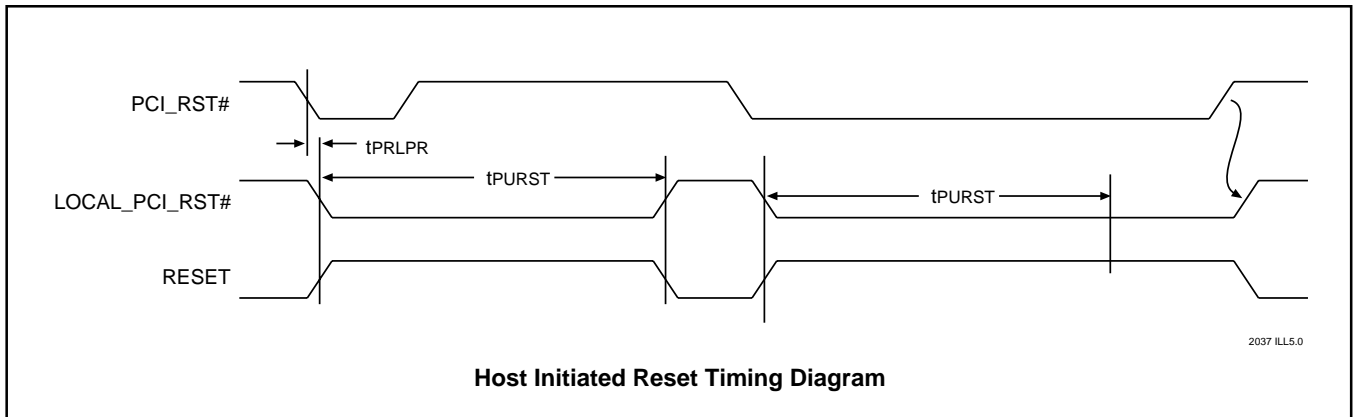 PCI_RST#
tPRLPR
tPURST
LOCAL_PCI_RST#
tPURST
RESET
2037 ILL5.0
Host Initiated Reset Timing Diagram